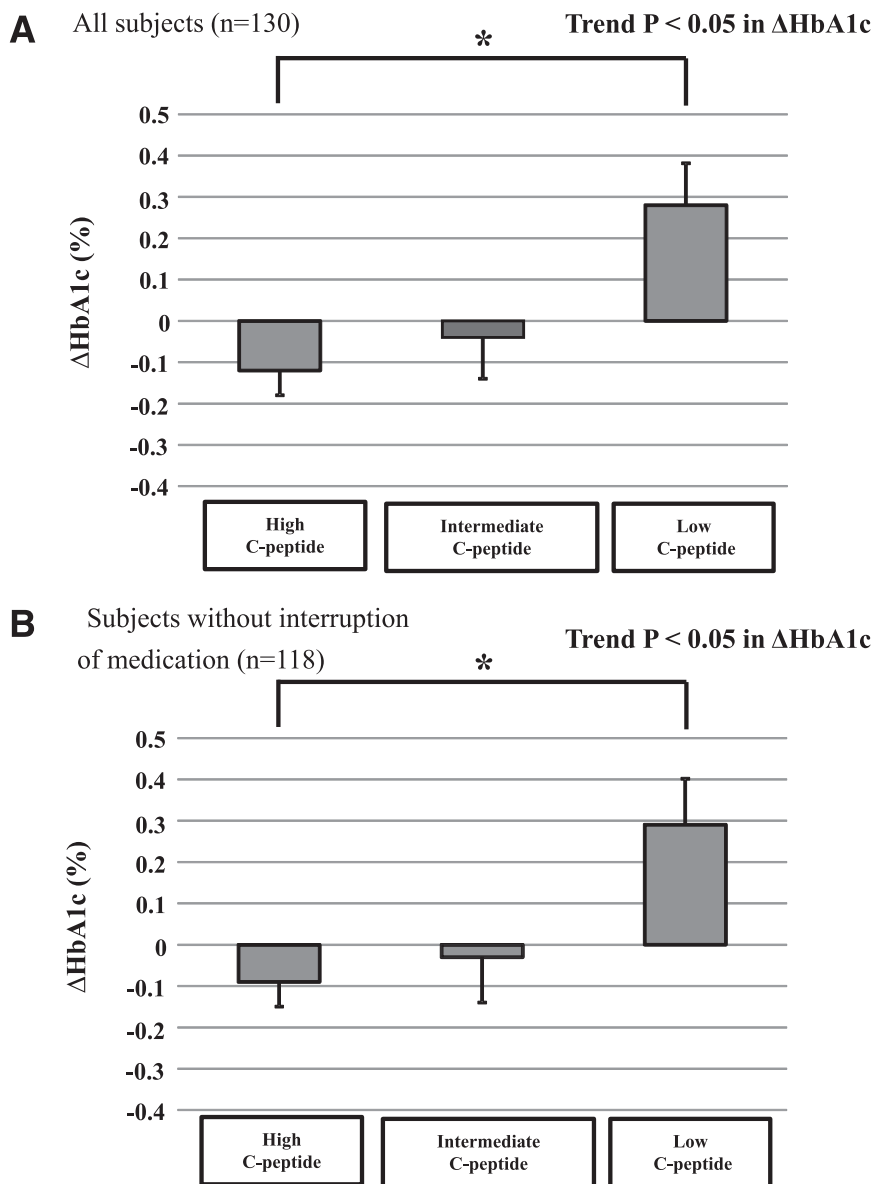 A
All subjects (n=130)
Trend P < 0.05 in ΔHbA1c
*
0.5
0.4
0.3
0.2
0.1
0
-0.1
-0.2
-0.3
-0.4
ΔHbA1c (%)
High
C-peptide
Intermediate
C-peptide
Low
C-peptide
B
Subjects without interruption
of medication (n=118)
Trend P < 0.05 in ΔHbA1c
*
0.5
0.4
0.3
0.2
0.1
0
-0.1
-0.2
-0.3
-0.4
ΔHbA1c (%)
High
C-peptide
Intermediate
C-peptide
Low
C-peptide